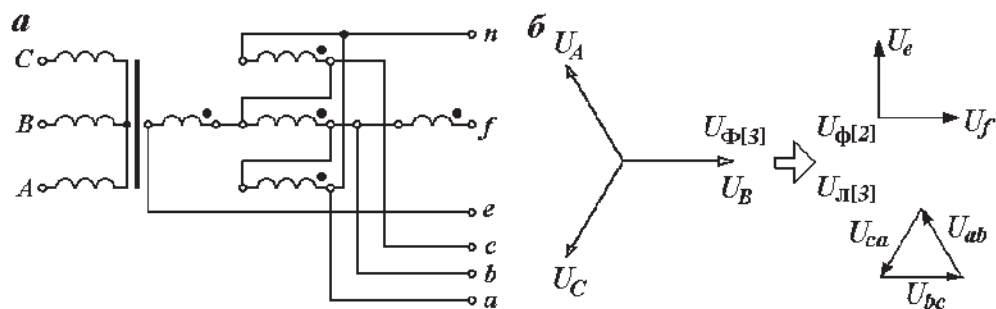 а
C
B
A
n
f
e
c
b
a
б
U_A
U_B
U_C
U_Ф[3]
U_ф[2]
U_Л[3]
U_e
U_f
U_ca
U_ab
U_bc